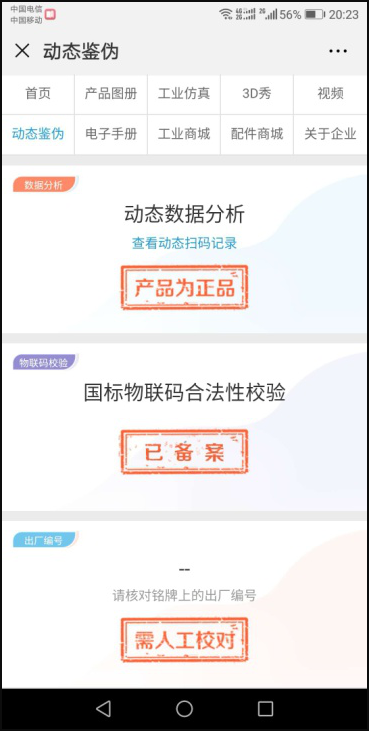 中国电信
中国移动
4G 2G 2G 56% 20:23
动态鉴伪
首页 产品图册 工业仿真 3D秀 视频
动态鉴伪 电子手册 工业商城 配件商城 关于企业
数据分析
动态数据分析
查看动态扫码记录
产品为正品
物联码校验
国标物联码合法性校验
已备案
出厂编号
--
请核对铭牌上的出厂编号
需人工校对